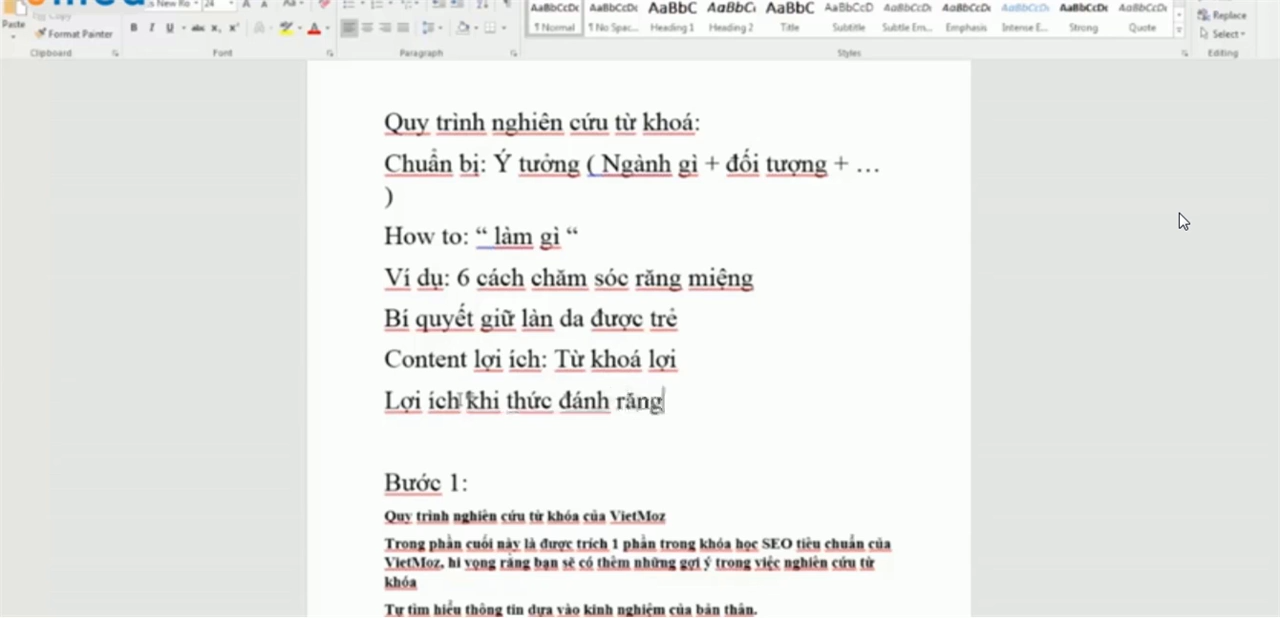 Paste
Format Painter
B I U abc x, x'
AaBbCcDc AaBbCcDc AaBbC AaBbCc AaBbC AaBbCcD AaBbCcDt AaBbCcDt AaBbCcDt AaBbCcDc AaBbCcDc
Replace
¶ Normal ¶ No Spac... Heading 1 Heading 2 Title Subtitle Subtle Em... Emphasis Intense E... Strong Quote
Select
Clipboard Font Paragraph Styles Editing
Quy trình nghiên cứu từ khoá:
Chuẩn bị: Ý tưởng ( Ngành gì + đối tượng + …
)
How to: “ làm gì “
Ví dụ: 6 cách chăm sóc răng miệng
Bí quyết giữ làn da được trẻ
Content lợi ích: Từ khoá lợi
Lợi ích khi thức đánh răng
Bước 1:
Quy trình nghiên cứu từ khóa của VietMoz
Trong phần cuối này là được trích 1 phần trong khóa học SEO tiêu chuẩn của
VietMoz, hi vọng rằng bạn sẽ có thêm những gợi ý trong việc nghiên cứu từ
khóa
Tự tìm hiểu thông tin dựa vào kinh nghiệm của bản thân.